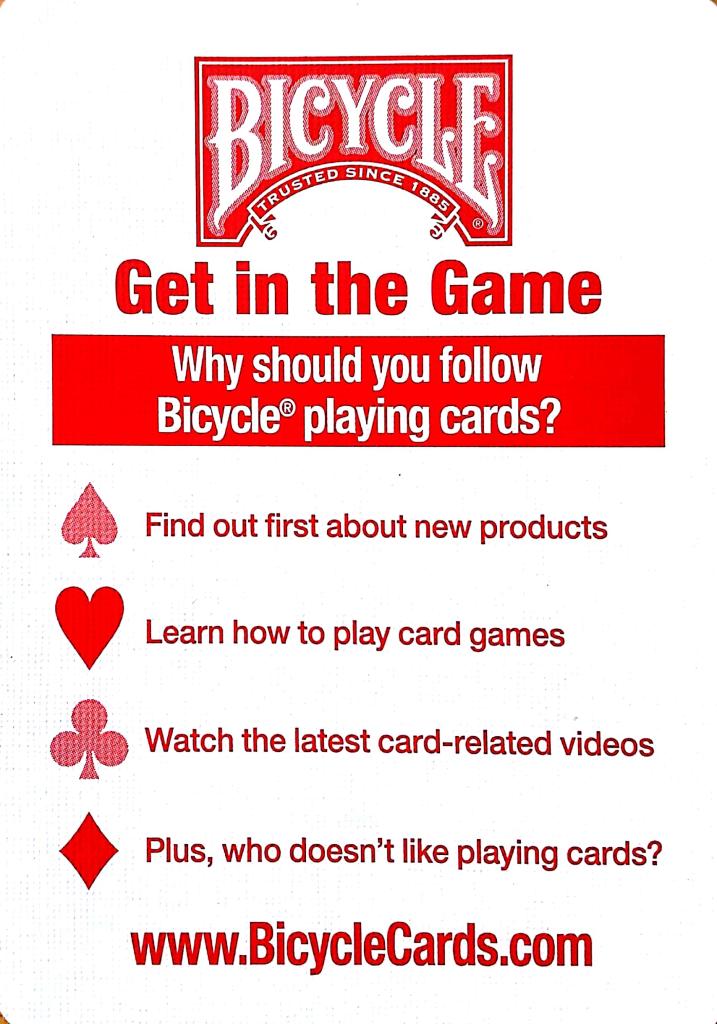 BICYCLE
TRUSTED SINCE 1885
®
Get in the Game
Why should you follow
Bicycle® playing cards?
Find out first about new products
Learn how to play card games
Watch the latest card-related videos
Plus, who doesn't like playing cards?
www.BicycleCards.com